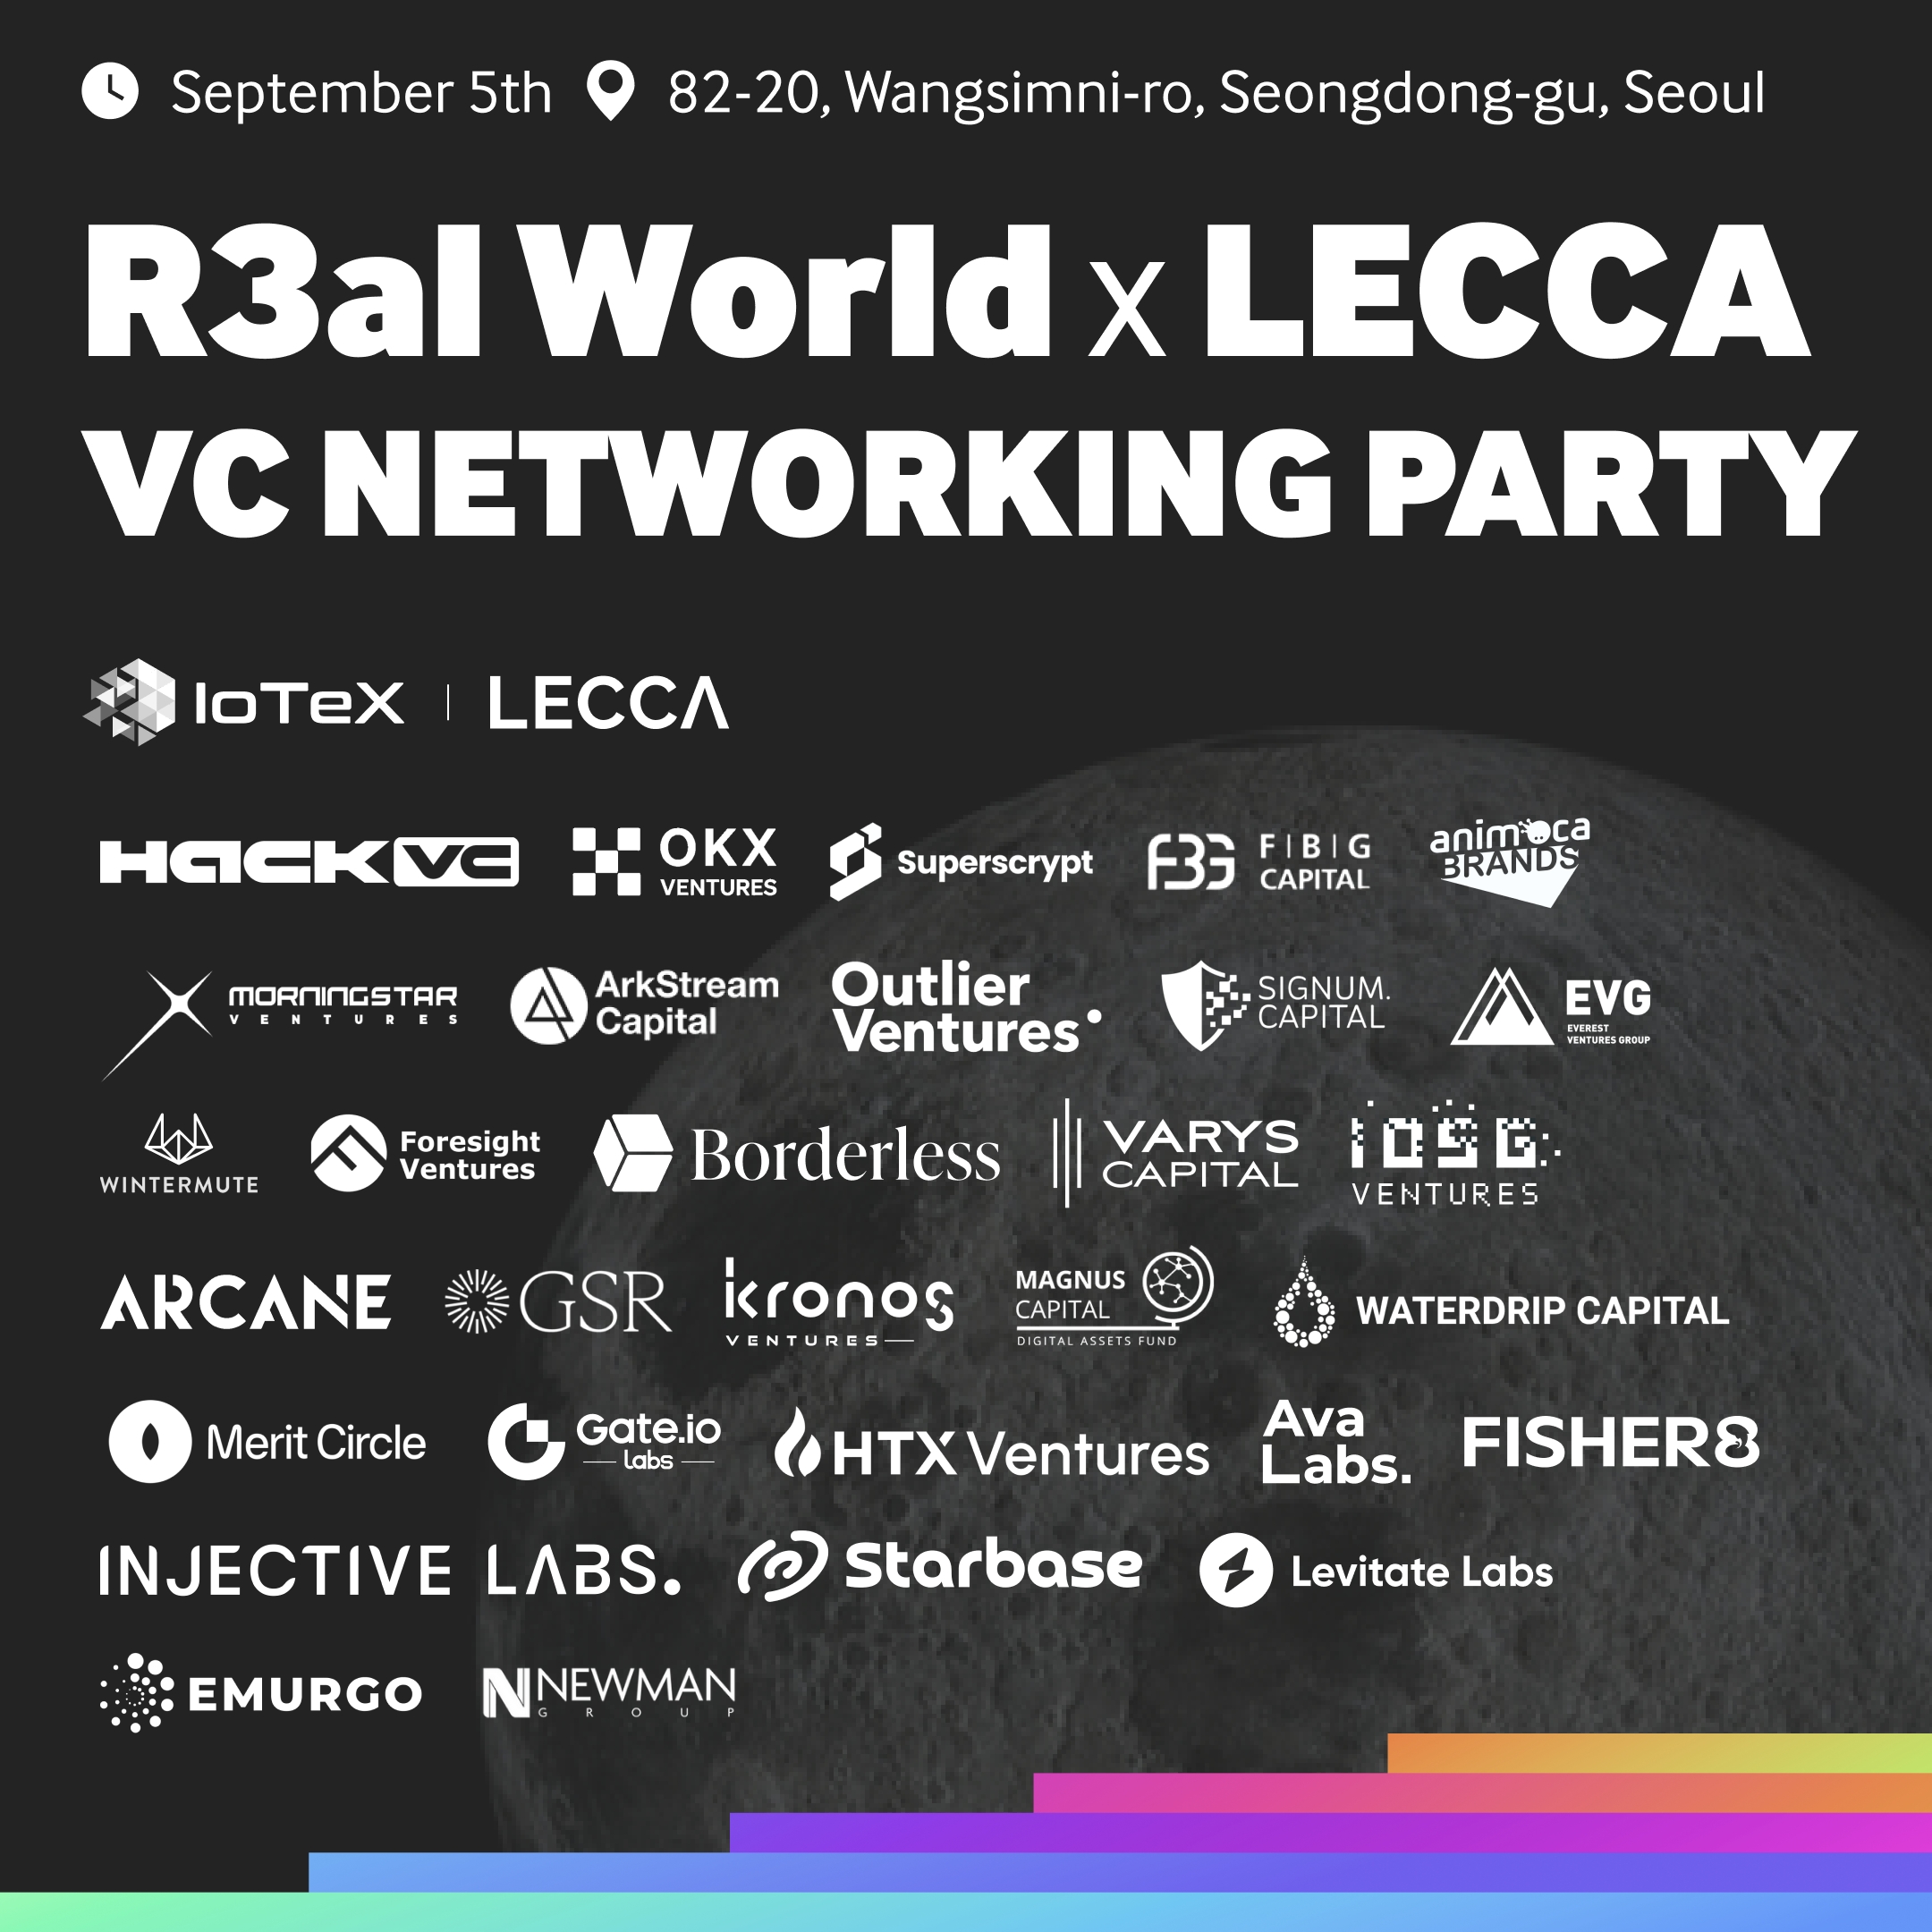 September 5th 82-20, Wangsimni-ro, Seongdong-gu, Seoul
R3al World x LECCA
VC NETWORKING PARTY
IoTeX | LECCA
HACK VC
OKX
VENTURES
Superscrypt
FBG
F|B|G
CAPITAL
animoca
BRANDS
MORNINGSTAR
VENTURES
ArkStream
Capital
Outlier
Ventures
SIGNUM.
CAPITAL
EVG
EVEREST
VENTURES GROUP
WINTERMUTE
Foresight
Ventures
Borderless
VARYS
CAPITAL
IOSG
VENTURES
ARCANE
GSR
kronos
VENTURES
MAGNUS
CAPITAL
DIGITAL ASSETS FUND
WATERDRIP CAPITAL
Merit Circle
Gate.io
labs
HTX Ventures
Ava
Labs.
FISHER8
INJECTIVE LABS.
Starbase
Levitate Labs
EMURGO
N NEWMAN
GROUP